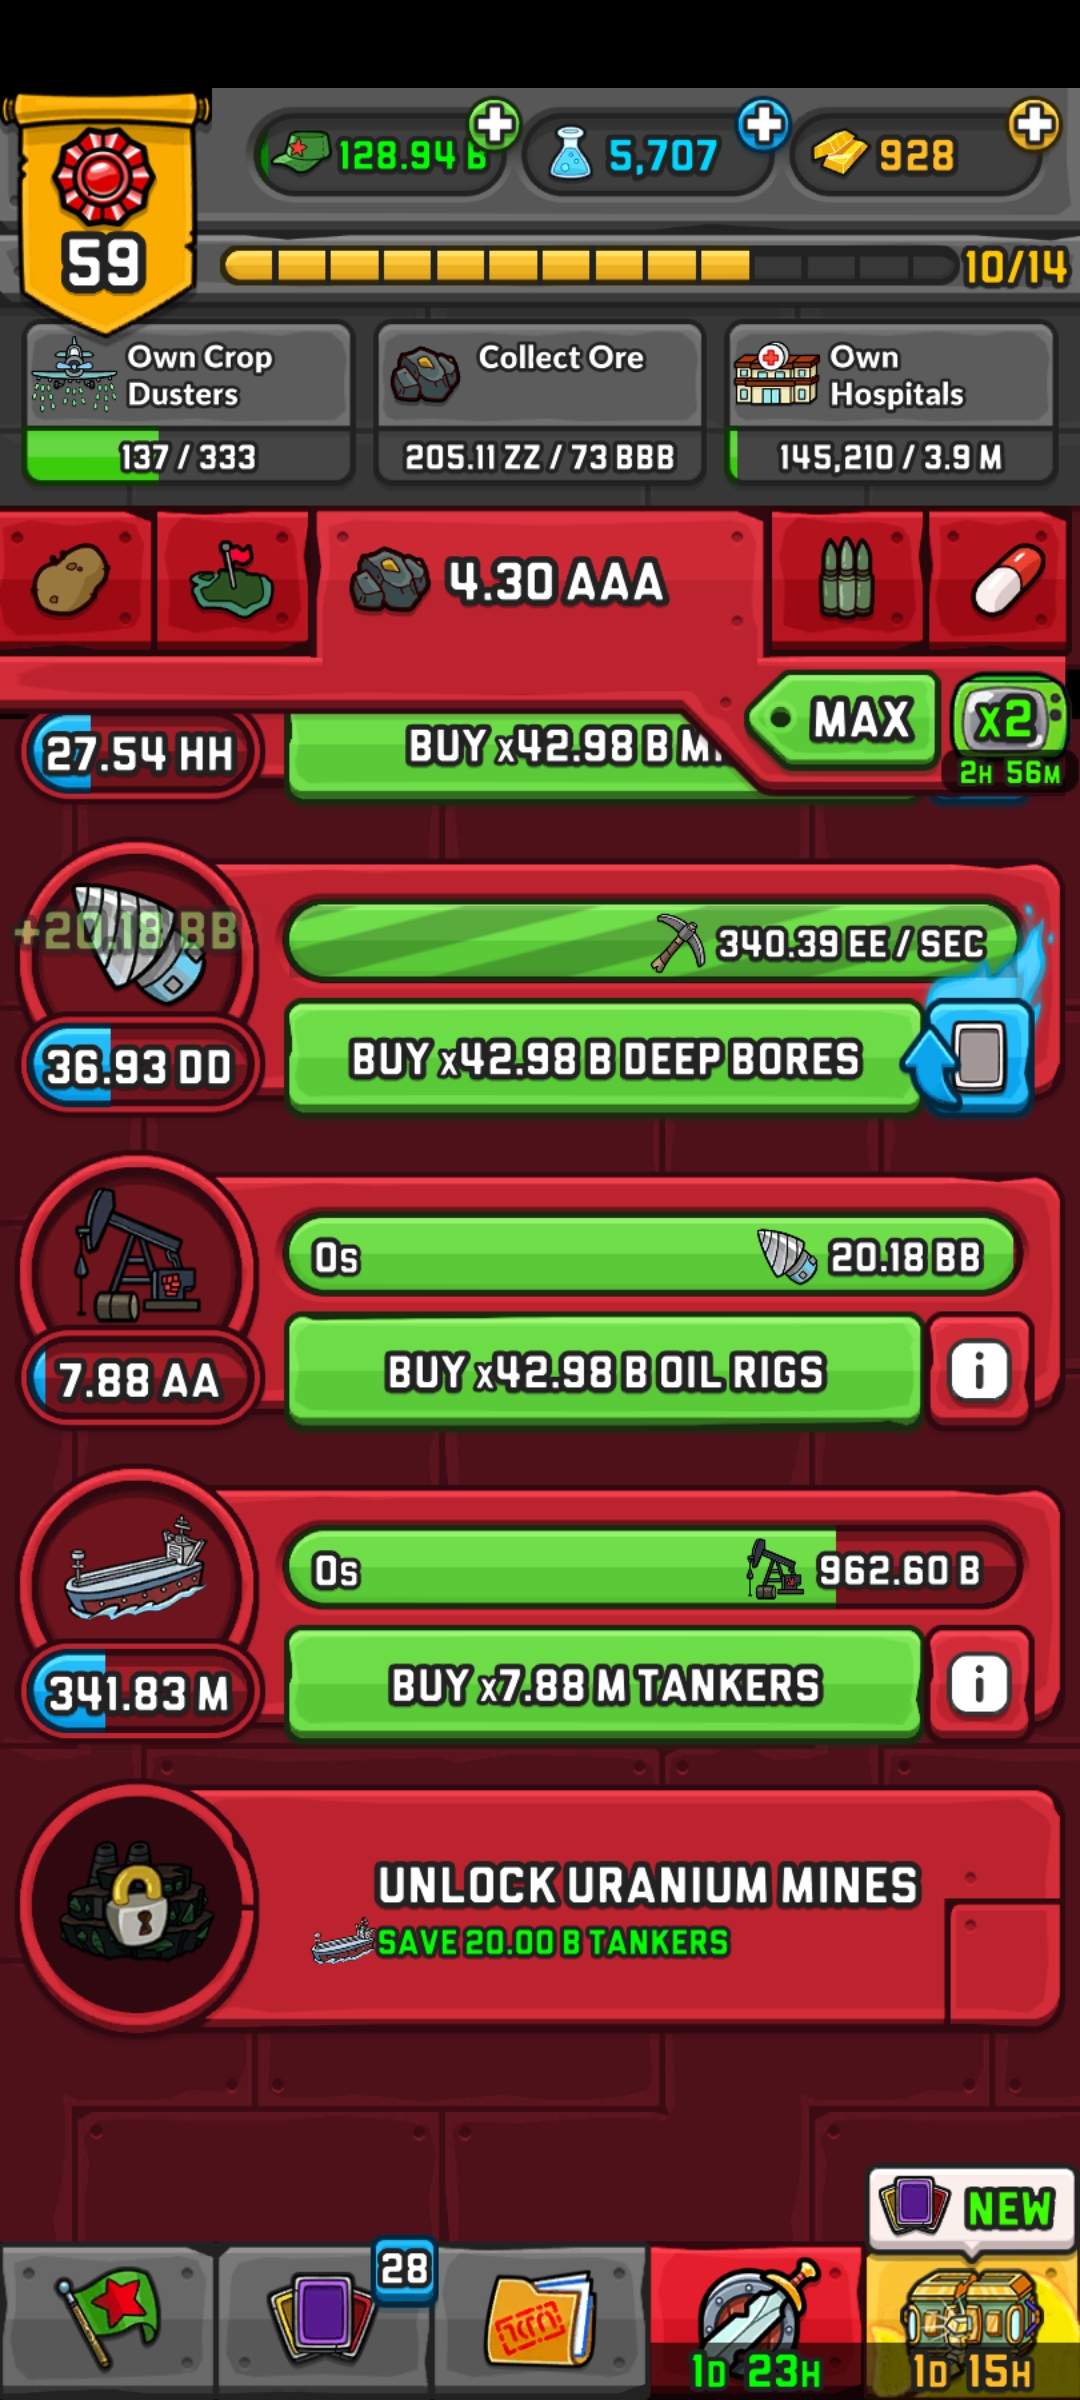 128.94 B
5,707
928
59
10/14
Own Crop
Dusters
137 / 333
Collect Ore
205.11 ZZ / 73 BBB
Own
Hospitals
145,210 / 3.9 M
4.30 AAA
MAX
x2
2H 56M
27.54 HH
BUY x42.98 B
+20.18 BB
340.39 EE / SEC
36.93 DD
BUY x42.98 B DEEP BORES
0s
20.18 BB
7.88 AA
BUY x42.98 B OIL RIGS
i
0s
962.60 B
341.83 M
BUY x7.88 M TANKERS
i
UNLOCK URANIUM MINES
SAVE 20.00 B TANKERS
NEW
28
1D 23H
1D 15H